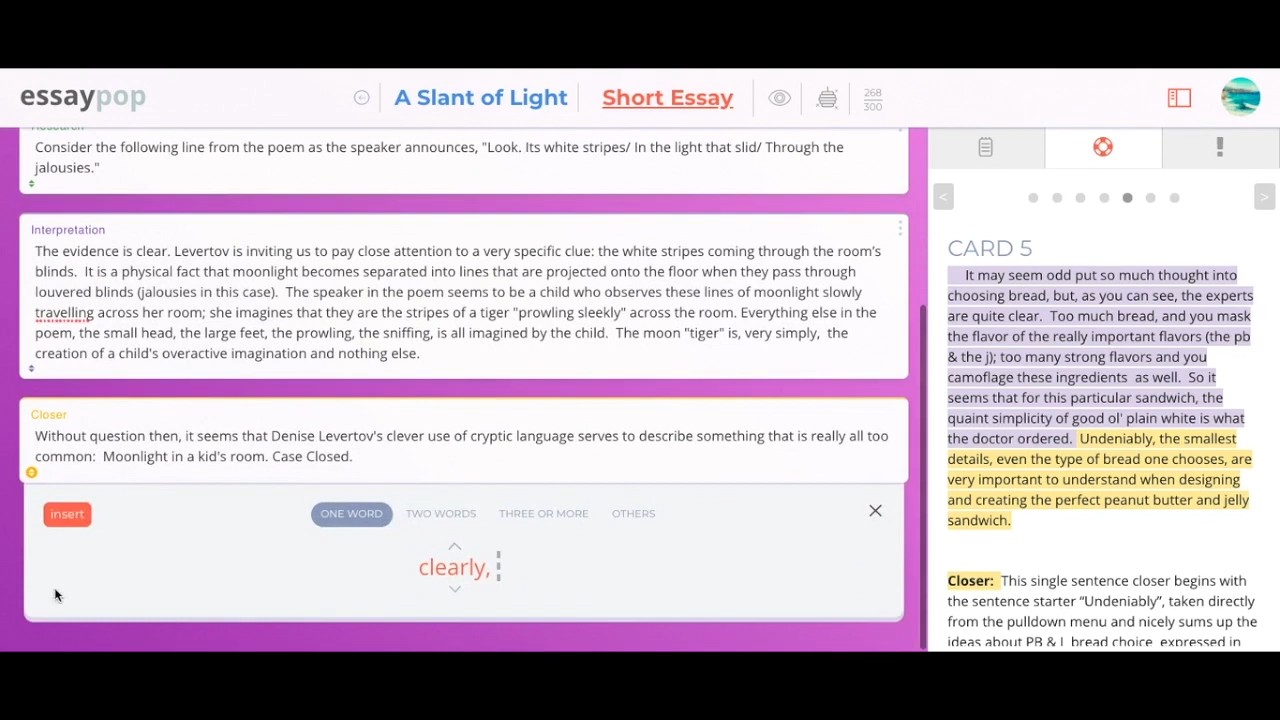 essaypop
A Slant of Light
Short Essay
268
300
Research
Consider the following line from the poem as the speaker announces, "Look. Its white stripes/ In the light that slid/ Through the
jalousies."
Interpretation
The evidence is clear. Levertov is inviting us to pay close attention to a very specific clue: the white stripes coming through the room's
blinds.  It is a physical fact that moonlight becomes separated into lines that are projected onto the floor when they pass through
louvered blinds (jalousies in this case).  The speaker in the poem seems to be a child who observes these lines of moonlight slowly
travelling across her room; she imagines that they are the stripes of a tiger "prowling sleekly" across the room. Everything else in the
poem, the small head, the large feet, the prowling, the sniffing, is all imagined by the child.  The moon "tiger" is, very simply,  the
creation of a child's overactive imagination and nothing else.
Closer
Without question then, it seems that Denise Levertov's clever use of cryptic language serves to describe something that is really all too
common:  Moonlight in a kid's room. Case Closed.
insert
ONE WORD
TWO WORDS
THREE OR MORE
OTHERS
clearly,
< >
CARD 5
It may seem odd put so much thought into
choosing bread, but, as you can see, the experts
are quite clear.  Too much bread, and you mask
the flavor of the really important flavors (the pb
& the j); too many strong flavors and you
camoflage these ingredients  as well.  So it
seems that for this particular sandwich, the
quaint simplicity of good ol' plain white is what
the doctor ordered.  Undeniably, the smallest
details, even the type of bread one chooses, are
very important to understand when designing
and creating the perfect peanut butter and jelly
sandwich.
Closer:  This single sentence closer begins with
the sentence starter “Undeniably”, taken directly
from the pulldown menu and nicely sums up the
ideas about PB & J  bread choice  expressed in